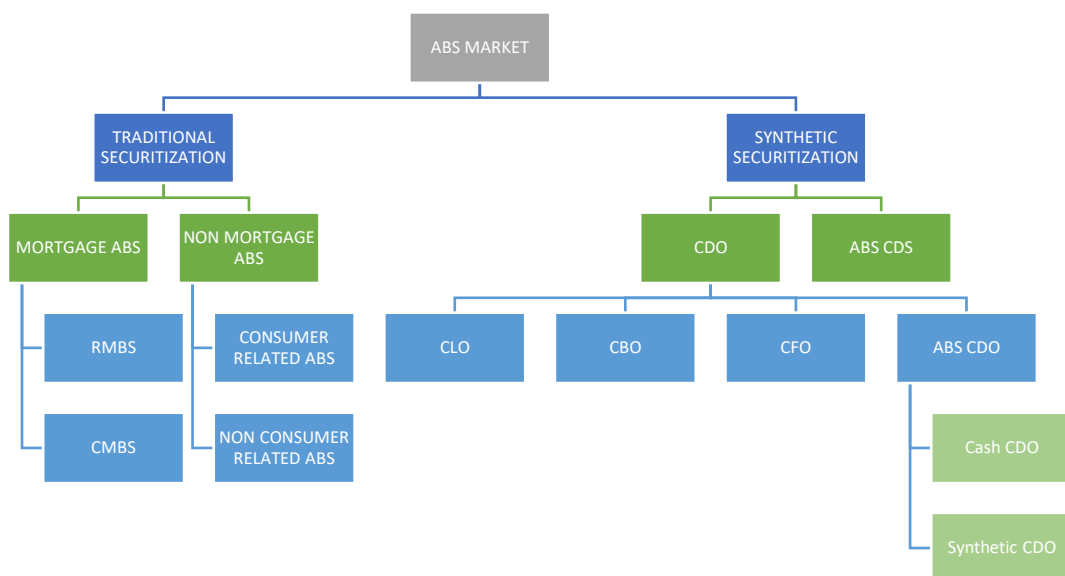 ABS MARKET
TRADITIONAL
SECURITIZATION
SYNTHETIC
SECURITIZATION
MORTGAGE ABS
NON MORTGAGE
ABS
CDO
ABS CDS
RMBS
CONSUMER
RELATED ABS
CLO
CBO
CFO
ABS CDO
CMBS
NON CONSUMER
RELATED ABS
Cash CDO
Synthetic CDO